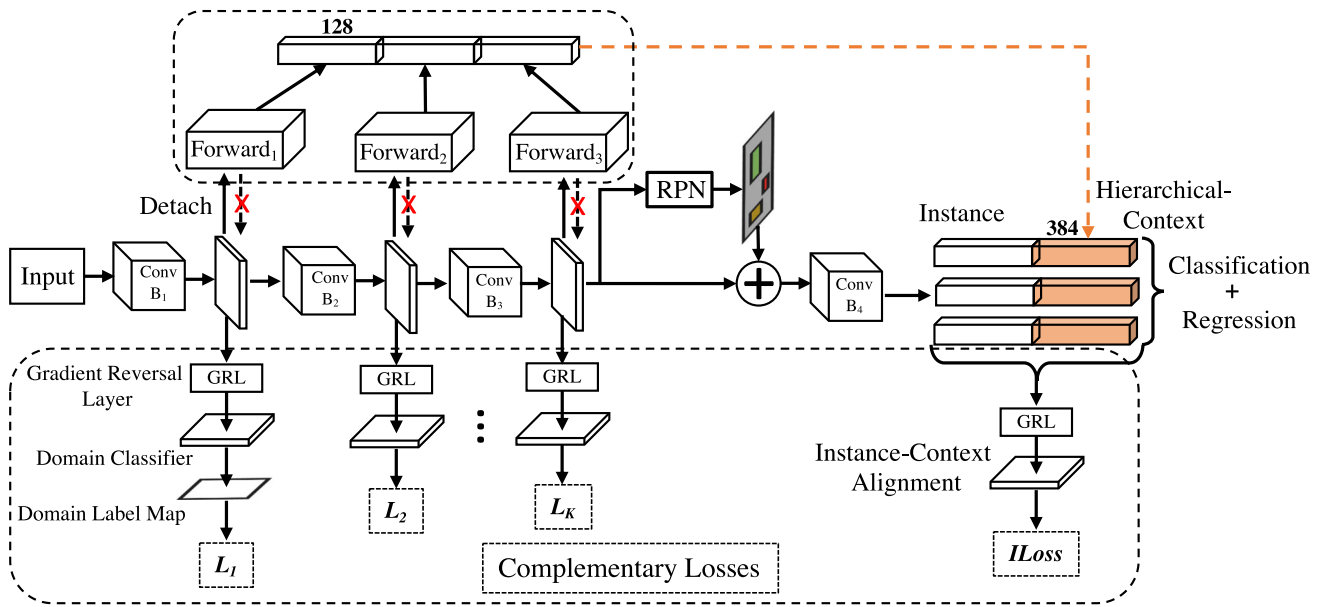 128
Forward1
Forward2
Forward3
Detach
X
X
X
RPN
Instance
Hierarchical-
Context
384
Input
Conv
B1
Conv
B2
Conv
B3
Conv
B4
Classification
+
Regression
Gradient Reversal
Layer
GRL
GRL
GRL
GRL
Domain Classifier
Instance-Context
Alignment
Domain Label Map
L1
L2
LK
ILoss
Complementary Losses